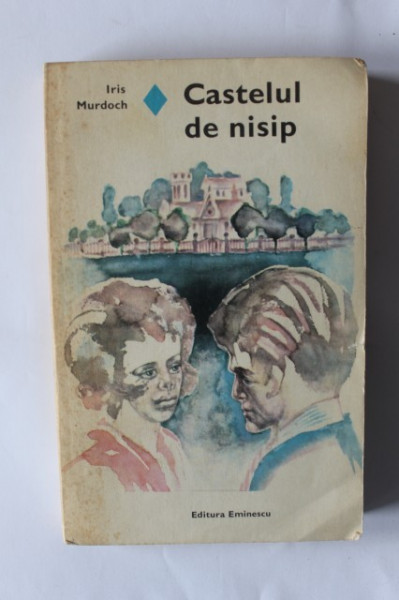 Iris
Murdoch
Castelul
de nisip
Editura Eminescu